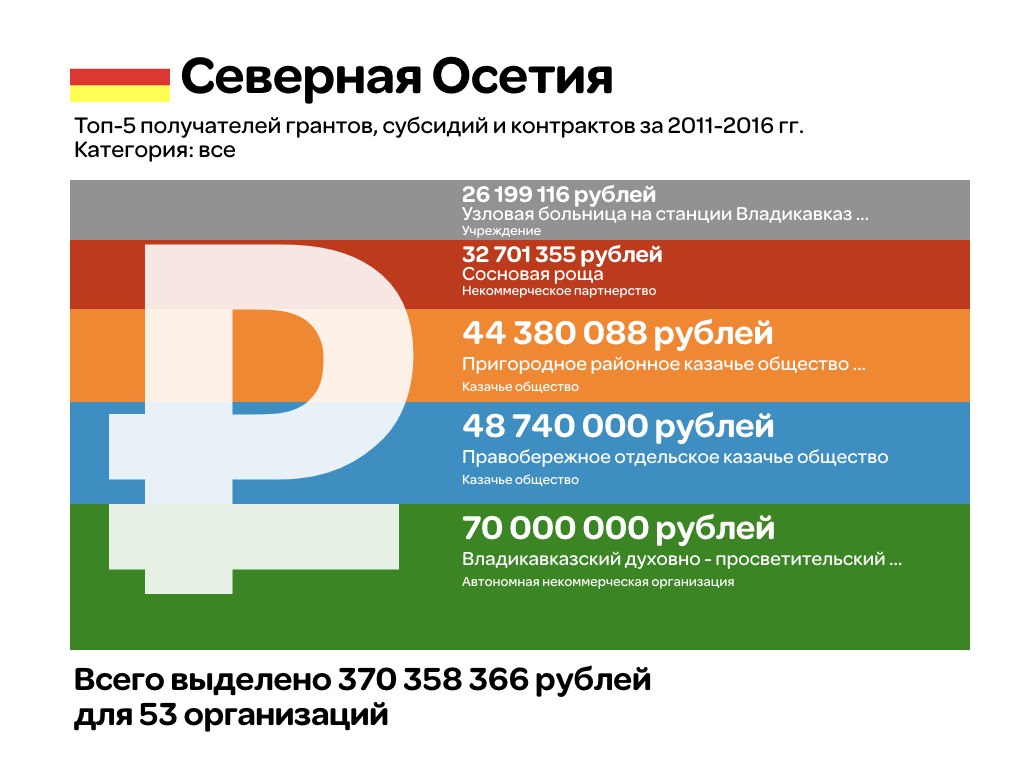 Северная Осетия
Топ-5 получателей грантов, субсидий и контрактов за 2011-2016 гг.
Категория: все
26 199 116 рублей
Узловая больница на станции Владикавказ ...
Учреждение
32 701 355 рублей
Сосновая роща
Некоммерческое партнерство
44 380 088 рублей
Пригородное районное казачье общество ...
Казачье общество
48 740 000 рублей
Правобережное отдельское казачье общество
Казачье общество
70 000 000 рублей
Владикавказский духовно - просветительский ...
Автономная некоммерческая организация
Всего выделено 370 358 366 рублей
для 53 организаций